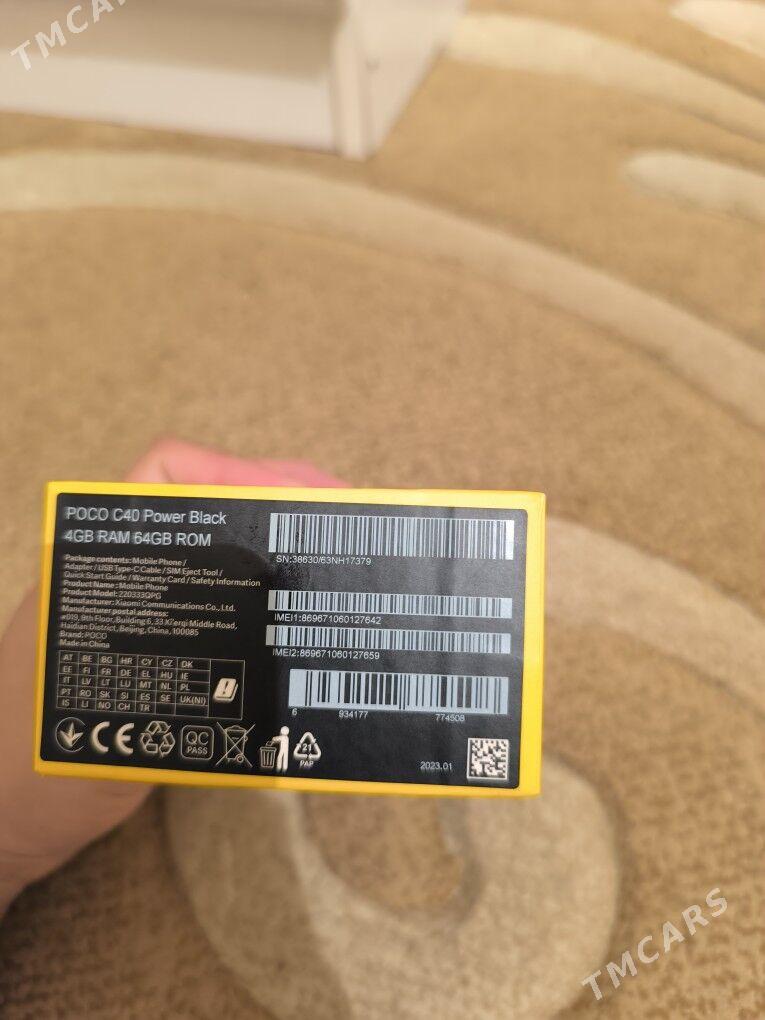 TMCARS
POCO C40 Power Black
4GB RAM 64GB ROM
Package contents: Mobile Phone /
Adapter / USB Type-C Cable / SIM Eject Tool /
Quick Start Guide / Warranty Card / Safety Information
Product Name: Mobile Phone
Product Model: 220333QPG
Manufacturer: Xiaomi Communications Co., Ltd.
Manufacturer postal address:
#019, 9th Floor, Building 6, 33 Xi'erqi Middle Road,
Haidian District, Beijing, China, 100085
Brand: POCO
Made in China
AT BE BG HR CY CZ DK
EE FI FR DE EL HU IE
IT LV LT LU MT NL PL
PT RO SK SI ES SE UK(NI)
IS LI NO CH TR
SN:38630/63NH17379
IMEI1:869671060127642
IMEI2:869671060127659
6 934177 774508
CE
QC
PASS
21
PAP
2023.01
TMCARS